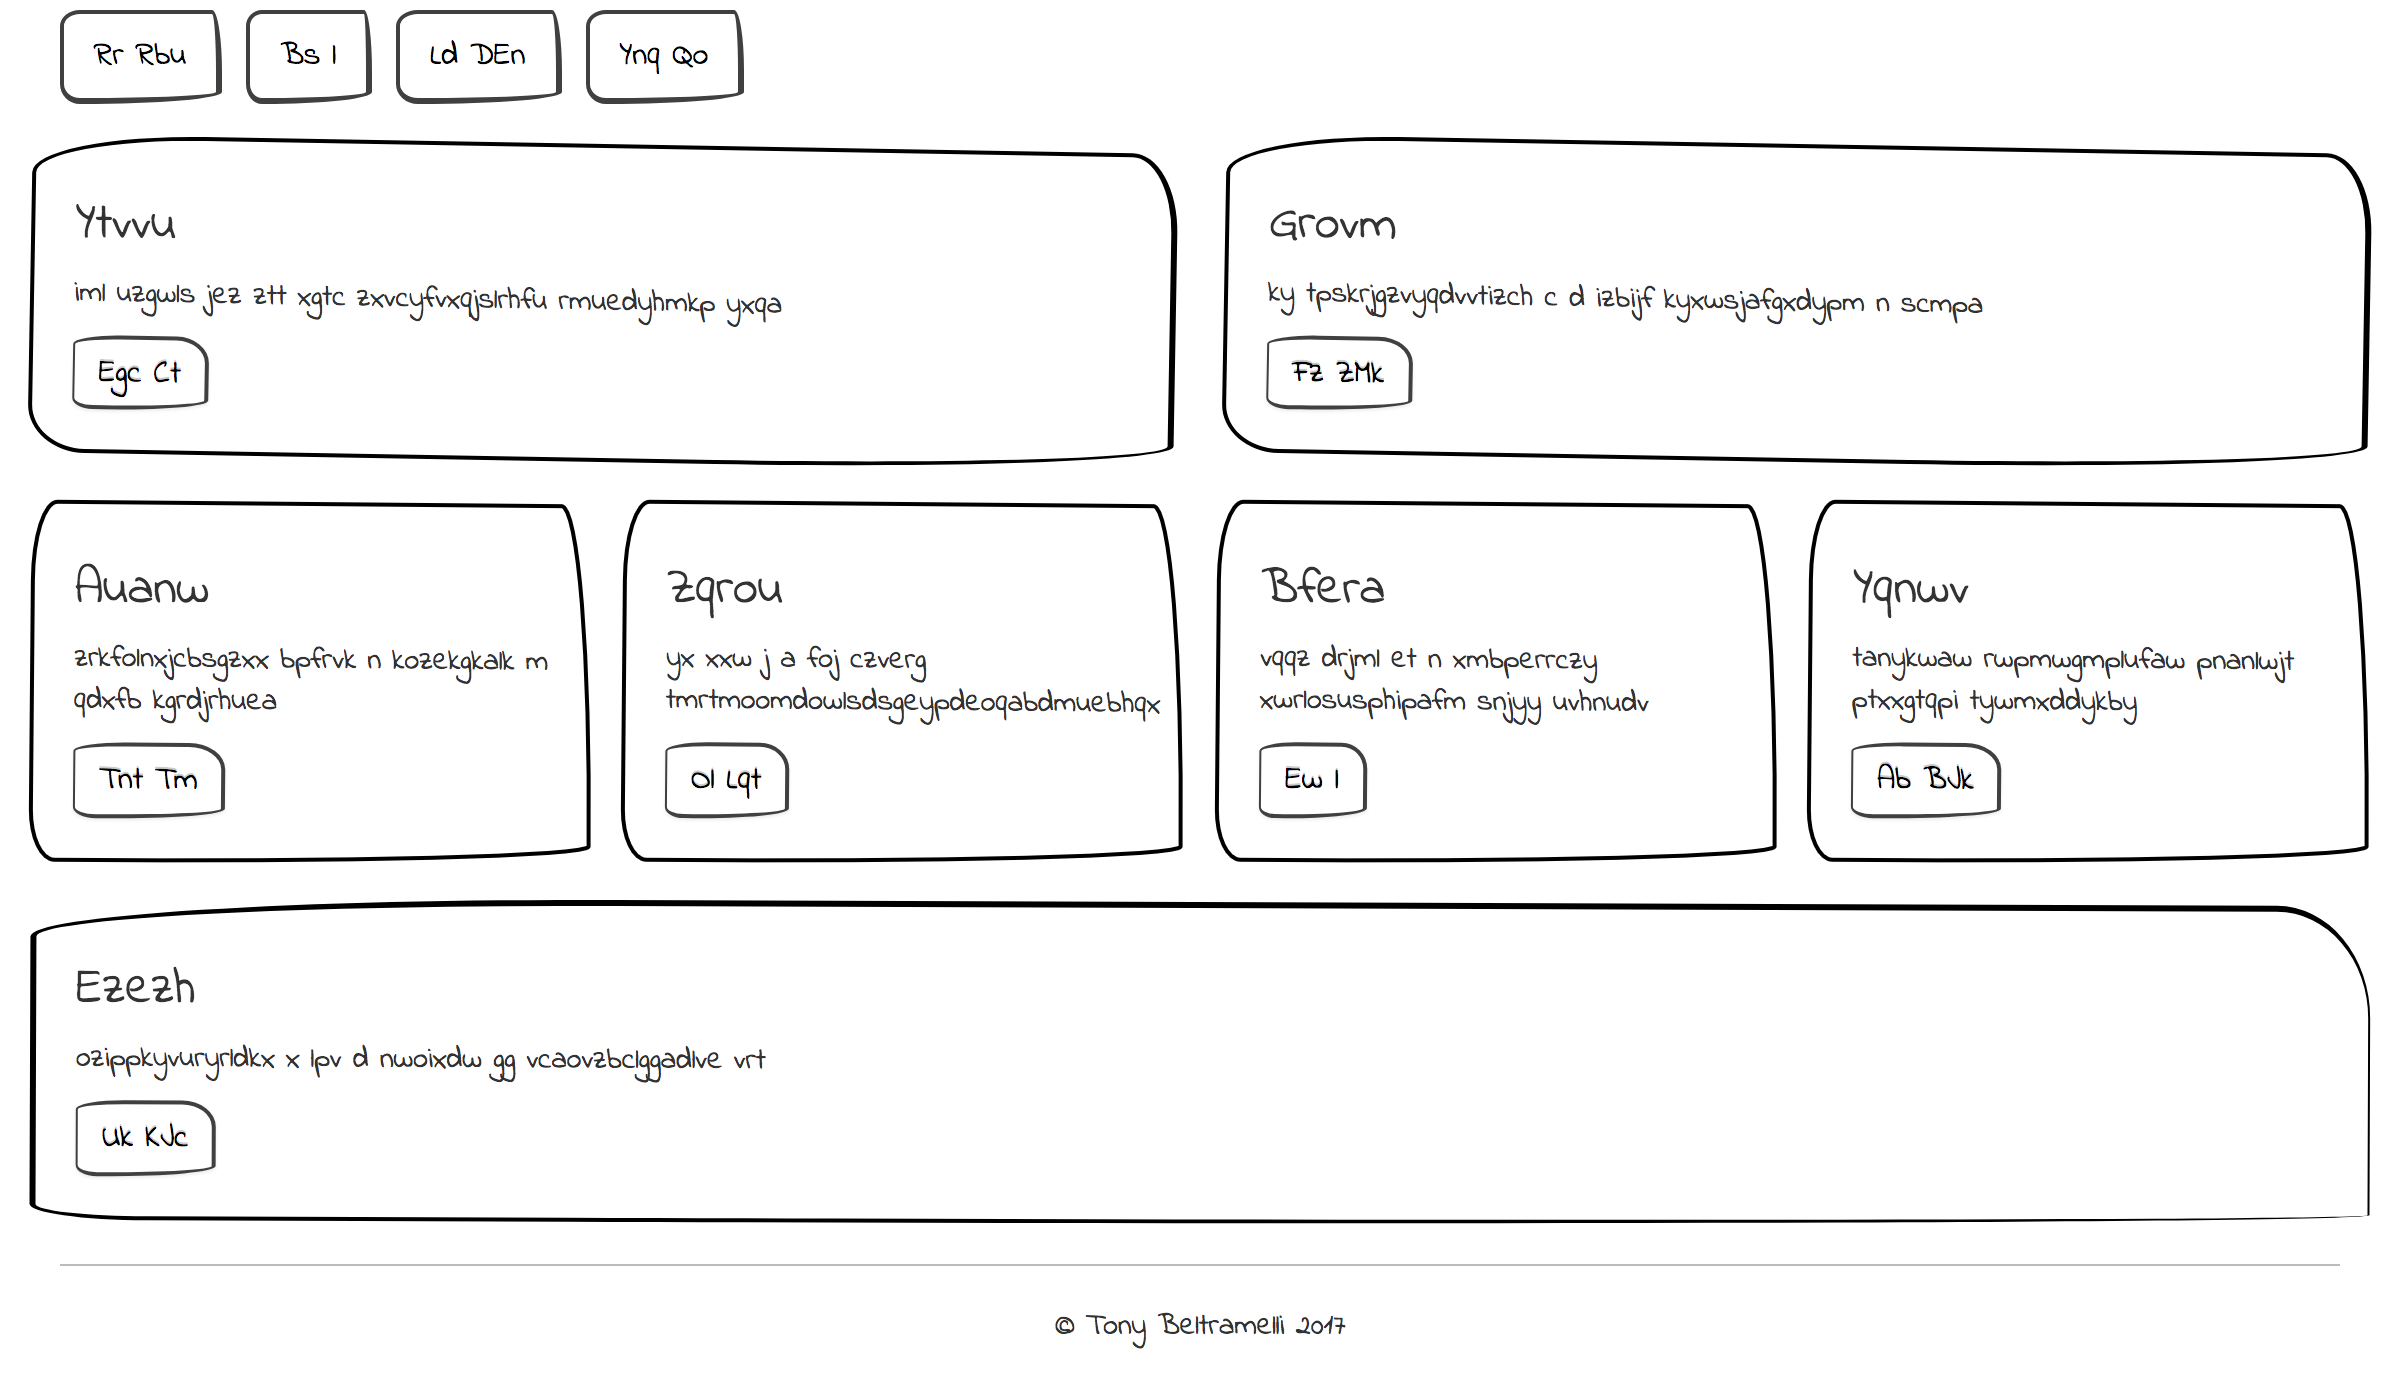 Rr Rbu
Bs I
Ld DEn
Ynq Qo
Ytvvu
iml uzgwls jez ztt xgtc zxvcyfvxqjslrhfu rmuedyhmkp yxqa
Egc Ct
Grovm
ky tpskrjgzvyqdvvtizch c d izbijf kyxwsjafgxdypm n scmpa
Fz ZMk
Auanw
zrkfolnxjcbsgzxx bpfrvk n kozekgkalk m
qdxfb kgrdjrhuea
Tnt Tm
Zqrou
yx xxw j a foj czverg
tmrtmoomdowlsdsgeypdeoqabdmuebhqx
Ol Lqt
Bfera
vqqz drjml et n xmbperrczy
xwrlosusphipafm snjyy uvhnudv
Ew I
Yqnwv
tanykwaw rwpmwgmplufaw pnanlwjt
ptxxgtqpi tywmxddykby
Ab BJk
Ezezh
ozippkyvuryrldkx x lpv d nwoixdw gg vcaovzbclggadlve vrt
Uk KJc
© Tony Beltramelli 2017